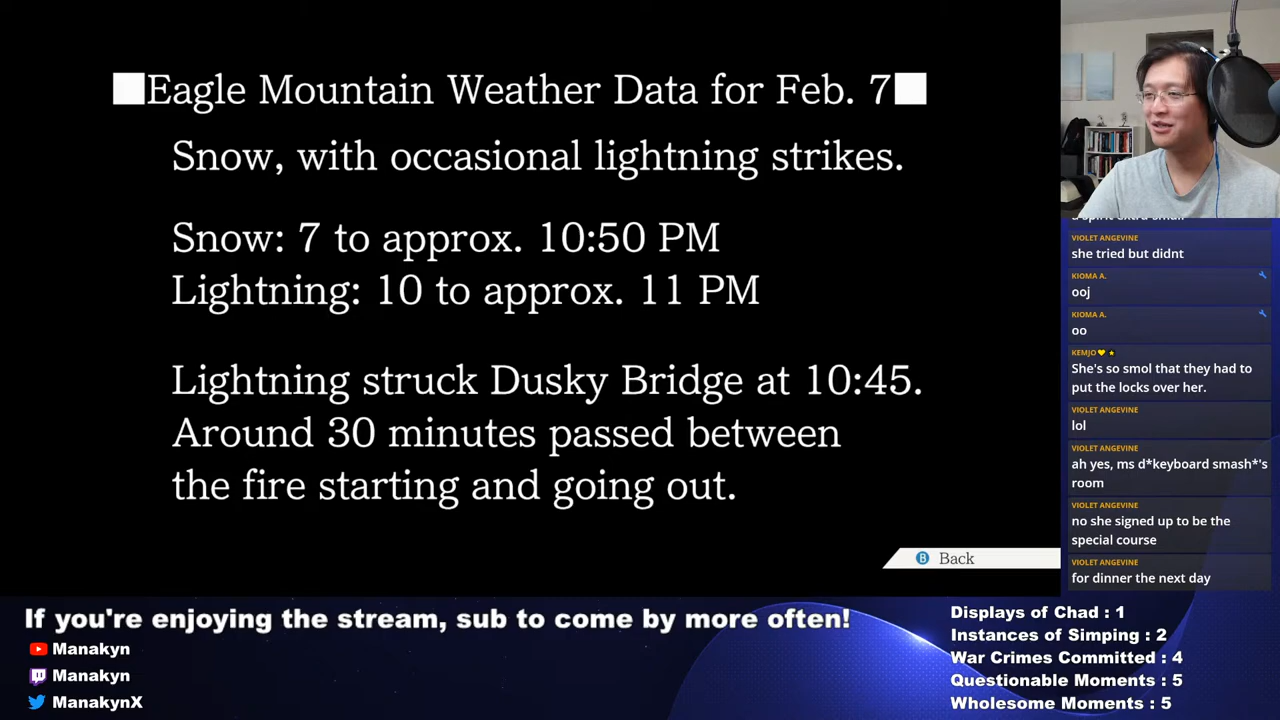 ■Eagle Mountain Weather Data for Feb. 7■
Snow, with occasional lightning strikes.
Snow: 7 to approx. 10:50 PM
Lightning: 10 to approx. 11 PM
Lightning struck Dusky Bridge at 10:45.
Around 30 minutes passed between
the fire starting and going out.
B Back
VIOLET ANGEVINE
she tried but didnt
KIOMA A.
ooj
KIOMA A.
oo
KEMJO
She's so smol that they had to
put the locks over her.
VIOLET ANGEVINE
lol
VIOLET ANGEVINE
ah yes, ms d*keyboard smash*'s
room
VIOLET ANGEVINE
no she signed up to be the
special course
VIOLET ANGEVINE
for dinner the next day
If you're enjoying the stream, sub to come by more often!
Manakyn
Manakyn
ManakynX
Displays of Chad : 1
Instances of Simping : 2
War Crimes Committed : 4
Questionable Moments : 5
Wholesome Moments : 5